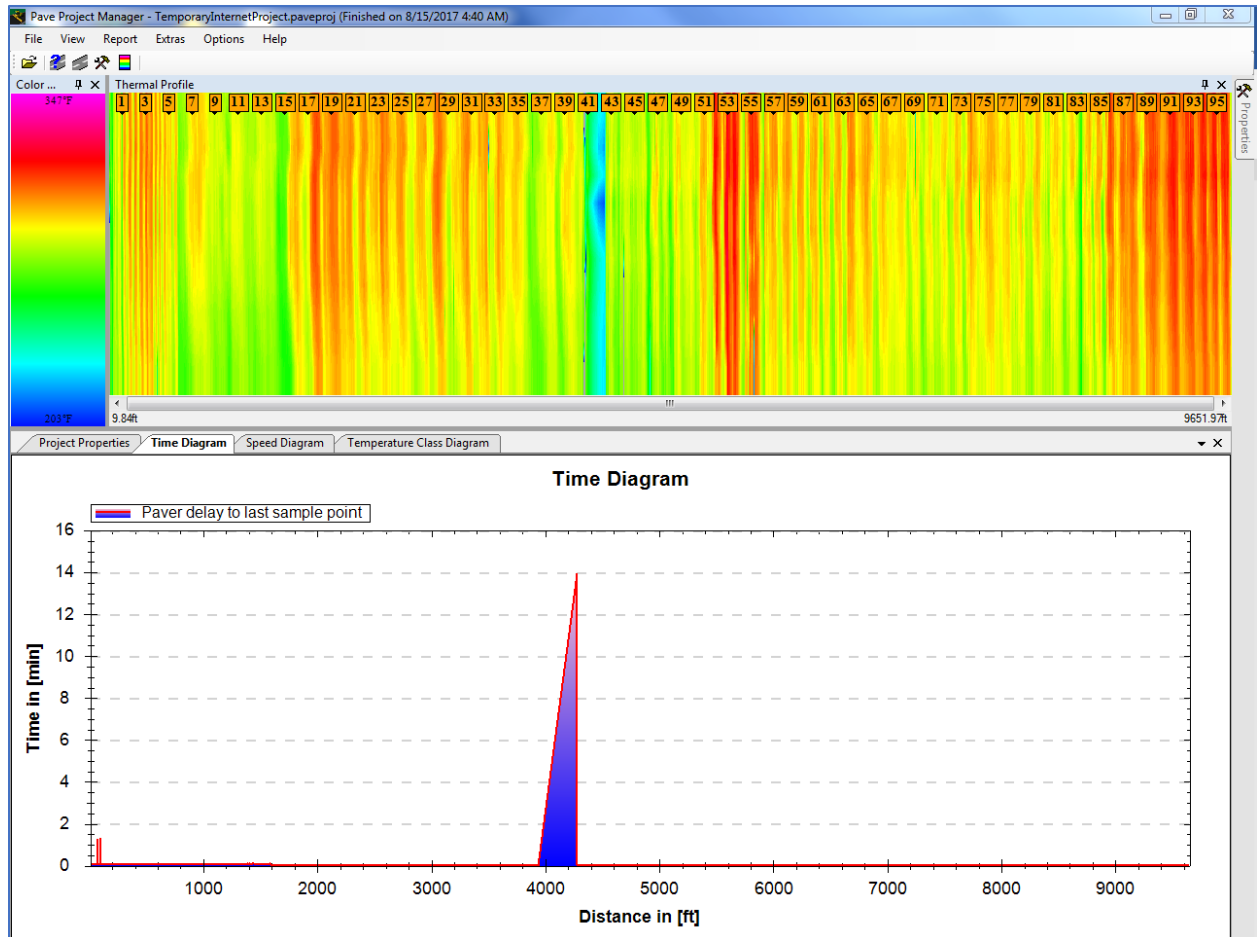 Pave Project Manager - TemporaryInternetProject.paveproj (Finished on 8/15/2017 4:40 AM)
File View Report Extras Options Help
Color ... Thermal Profile
347°F
1 3 5 7 9 11 13 15 17 19 21 23 25 27 29 31 33 35 37 39 41 43 45 47 49 51 53 55 57 59 61 63 65 67 69 71 73 75 77 79 81 83 85 87 89 91 93 95
Properties
203°F
9.84ft 9651.97ft
Project Properties Time Diagram Speed Diagram Temperature Class Diagram
Time Diagram
Paver delay to last sample point
16
14
12
10
8
6
4
2
0
Time in [min]
1000 2000 3000 4000 5000 6000 7000 8000 9000
Distance in [ft]